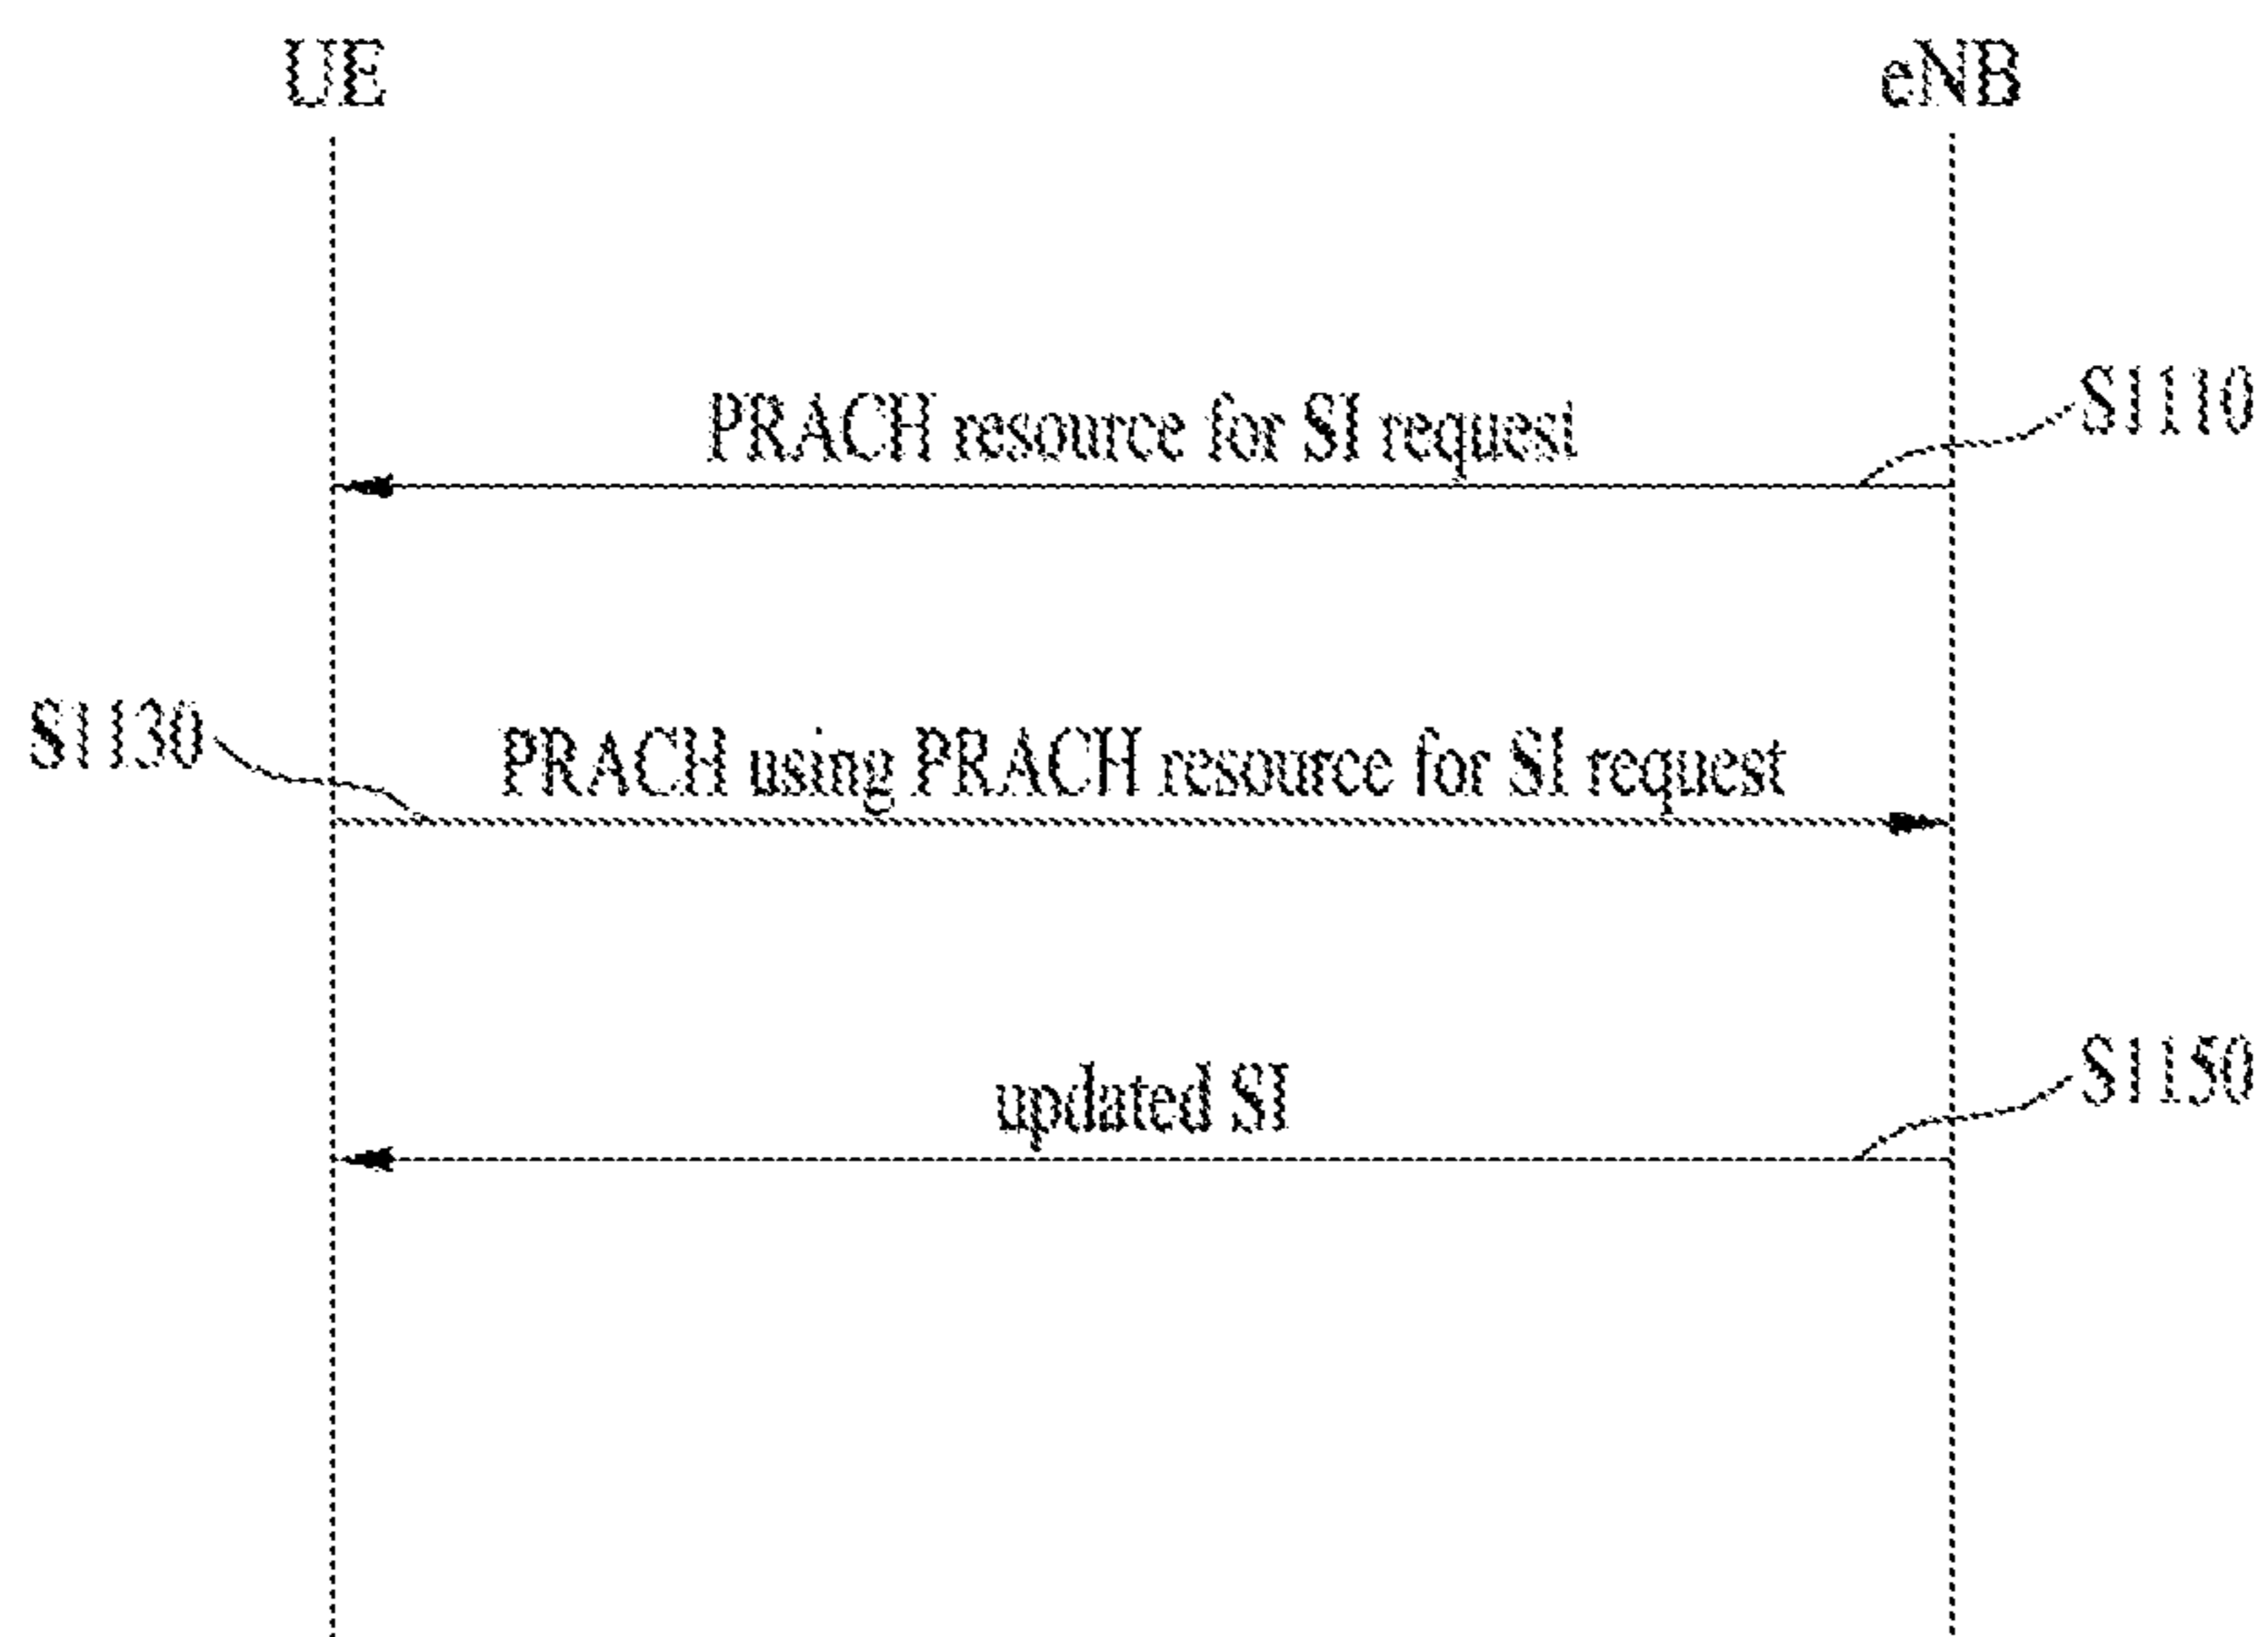 UE
eNB
PRACH resource for SI request
S1110
S1130
PRACH using PRACH resource for SI request
updated SI
S1150